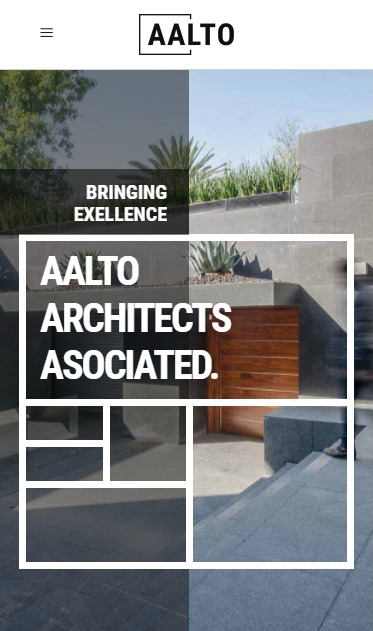 AALTO
BRINGING
EXELLENCE
AALTO
ARCHITECTS
ASOCIATED.